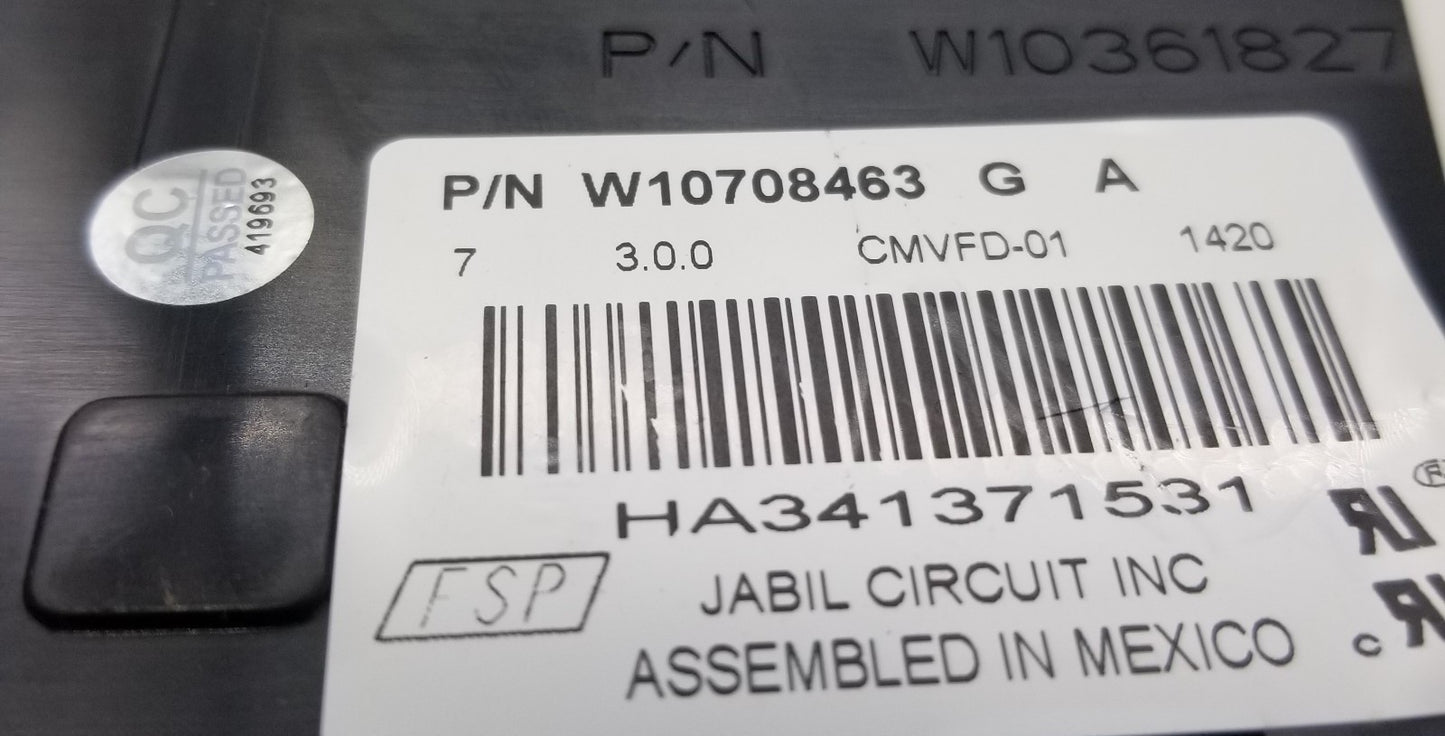 P/N W10361827
QC
PASSED
419693
P/N W10708463 G A
7 3.0.0 CMVFD-01 1420
HA341371531
FSP
JABIL CIRCUIT INC
ASSEMBLED IN MEXICO